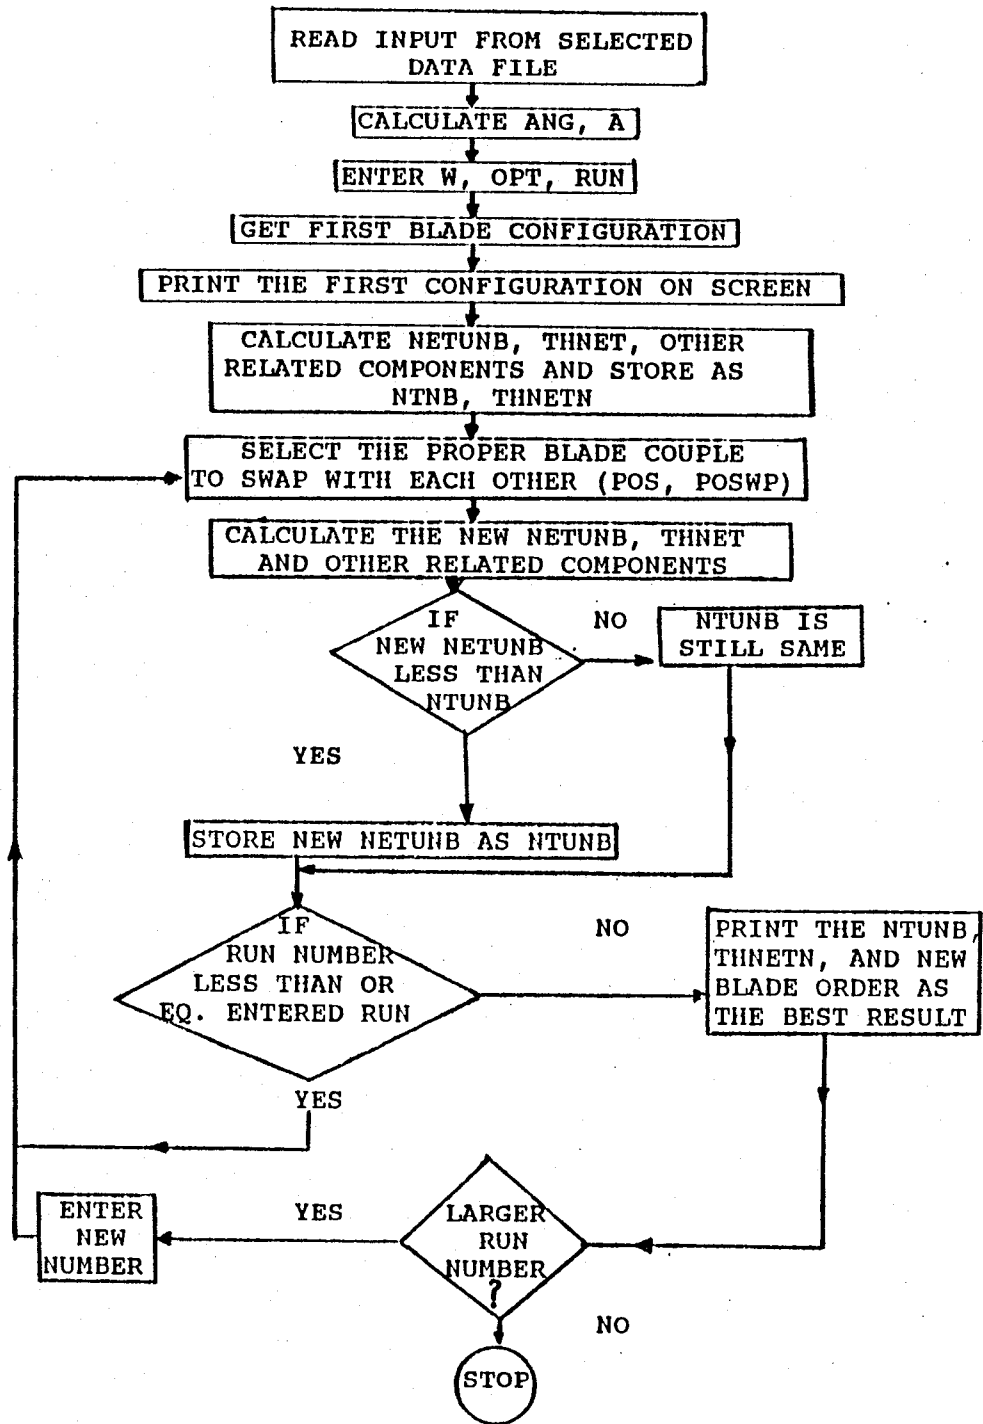 READ INPUT FROM SELECTED
DATA FILE
CALCULATE ANG, A
ENTER W, OPT, RUN
GET FIRST BLADE CONFIGURATION
PRINT THE FIRST CONFIGURATION ON SCREEN
CALCULATE NETUNB, THNET, OTHER
RELATED COMPONENTS AND STORE AS
NTNB, THNETN
SELECT THE PROPER BLADE COUPLE
TO SWAP WITH EACH OTHER (POS, POSWP)
CALCULATE THE NEW NETUNB, THNET
AND OTHER RELATED COMPONENTS
IF
NEW NETUNB
LESS THAN
NTUNB
NO
NTUNB IS
STILL SAME
YES
STORE NEW NETUNB AS NTUNB
IF
RUN NUMBER
LESS THAN OR
EQ. ENTERED RUN
NO
PRINT THE NTUNB,
THNETN, AND NEW
BLADE ORDER AS
THE BEST RESULT
YES
LARGER
RUN
NUMBER
?
YES
ENTER
NEW
NUMBER
NO
STOP